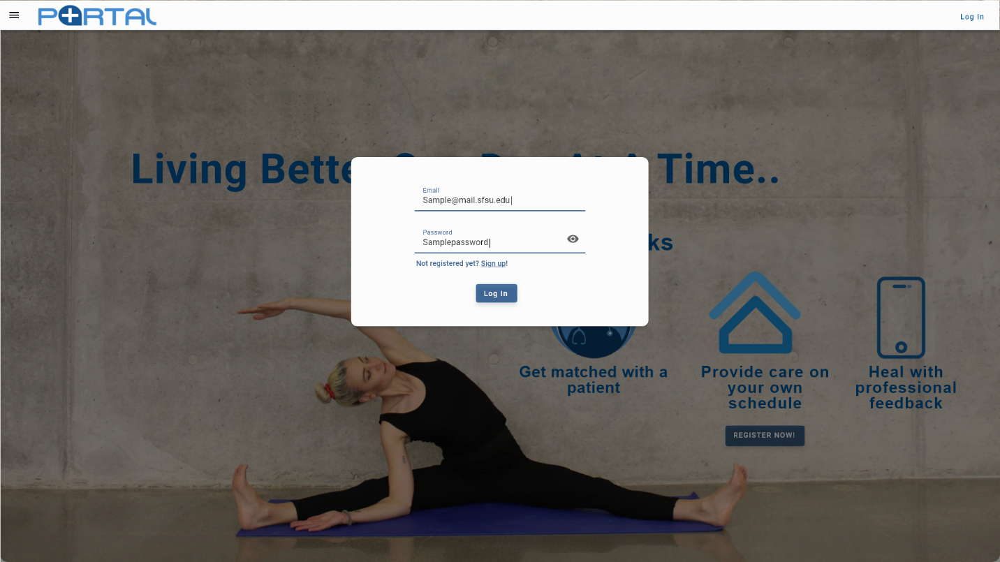 PORTAL
Log In
Living Bette
At A Time..
Email
Sample@mail.sfsu.edu
Password
Samplepassword
Not registered yet? Sign up!
Log In
ks
Get matched with a
patient
Provide care on
your own
schedule
Heal with
professional
feedback
REGISTER NOW!